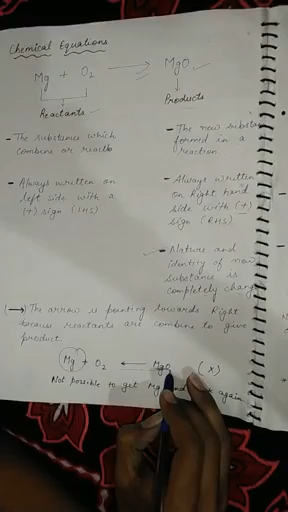 Chemical Equations
Mg + O2 → MgO
Reactants
Products
- The substance which
combine or react
- Always written on
left side with a
(+) sign (LHS)
- The new substan
formed in a
reaction.
- Always written
on Right hand
side with (+)
sign (RHS)
- Nature and
identity of new
substance is
completely chang
(→) The arrow is pointing towards Right
because reactants are combine to give
product.
Mg + O2 ← MgO (x)
Not possible to get Mg again